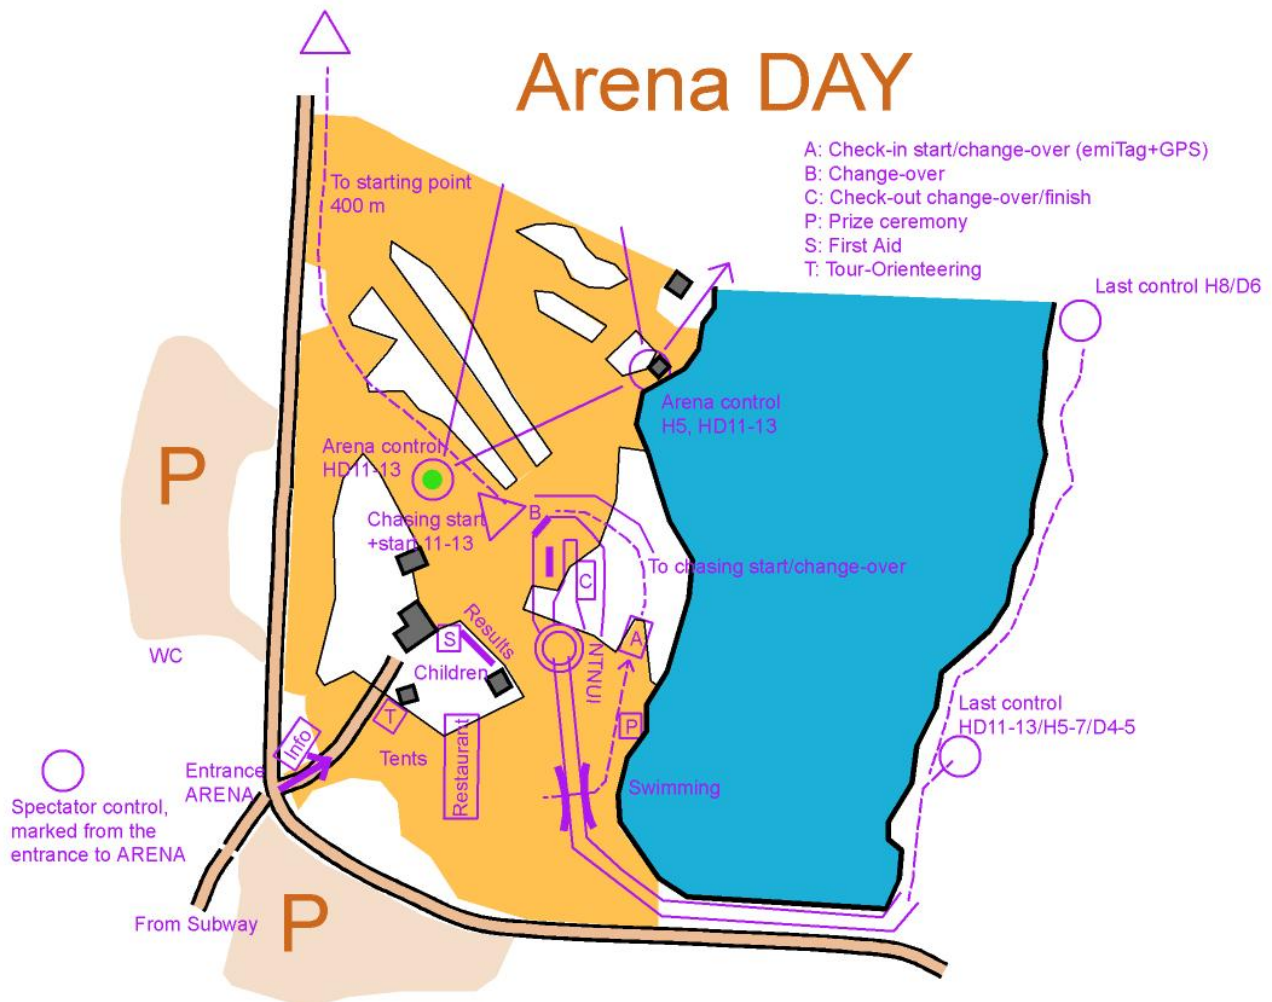 Arena DAY
A: Check-in start/change-over (emiTag+GPS)
B: Change-over
C: Check-out change-over/finish
P: Prize ceremony
S: First Aid
T: Tour-Orienteering
To starting point
400 m
Last control H8/D6
Arena control
H5, HD11-13
Arena control
HD11-13
P
Chasing start
+start 11-13
B
To chasing start/change-over
C
A
S
Results
NTNUI
WC
Children
T
P
Last control
HD11-13/H5-7/D4-5
Info
Tents
Restaurant
Entrance
ARENA
Swimming
Spectator control,
marked from the
entrance to ARENA
From Subway
P